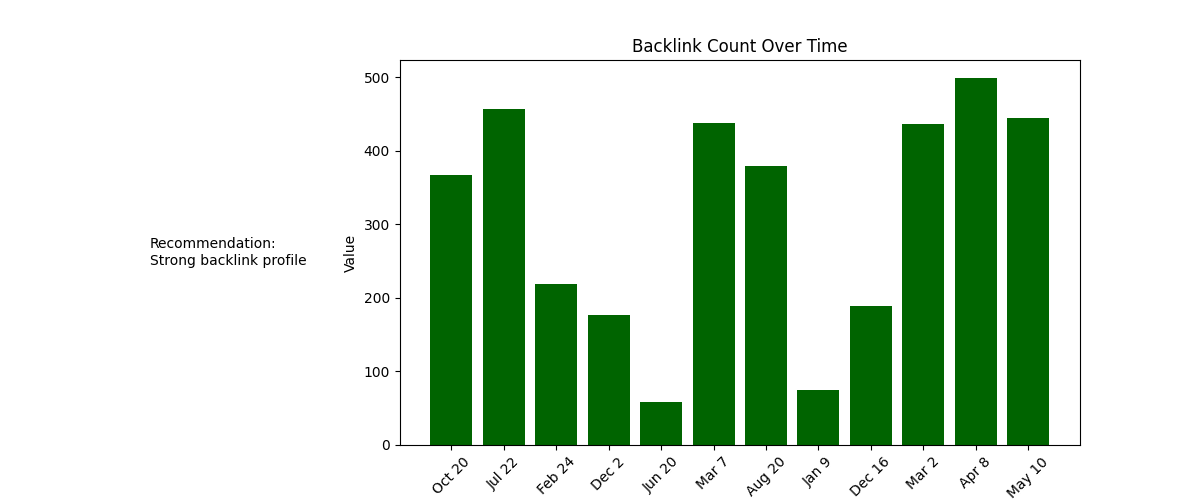 Backlink Count Over Time
Recommendation:
Strong backlink profile
Value
500
400
300
200
100
0
Oct 20
Jul 22
Feb 24
Dec 2
Jun 20
Mar 7
Aug 20
Jan 9
Dec 16
Mar 2
Apr 8
May 10